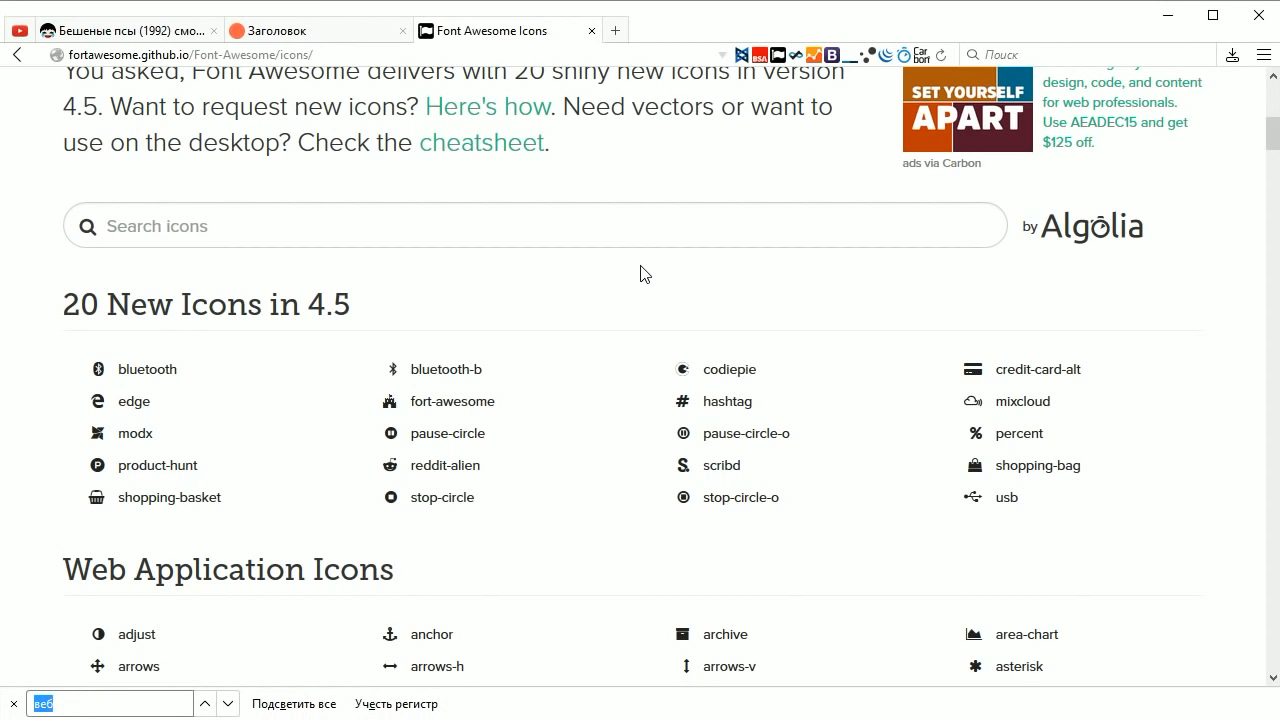 Бешеные псы (1992) смо...
Заголовок
Font Awesome Icons
fortawesome.github.io/Font-Awesome/icons/
BSA
B
Car
bon)
Поиск
You asked, Font Awesome delivers with 20 shiny new icons in version
4.5. Want to request new icons? Here's how. Need vectors or want to
use on the desktop? Check the cheatsheet.
SET YOURSELF
APART
design, code, and content
for web professionals.
Use AEADEC15 and get
$125 off.
ads via Carbon
Search icons
by Algolia
20 New Icons in 4.5
bluetooth
bluetooth-b
codiepie
credit-card-alt
edge
fort-awesome
hashtag
mixcloud
modx
pause-circle
pause-circle-o
percent
product-hunt
reddit-alien
scribd
shopping-bag
shopping-basket
stop-circle
stop-circle-o
usb
Web Application Icons
adjust
anchor
archive
area-chart
arrows
arrows-h
arrows-v
asterisk
веб
Подсветить все
Учесть регистр